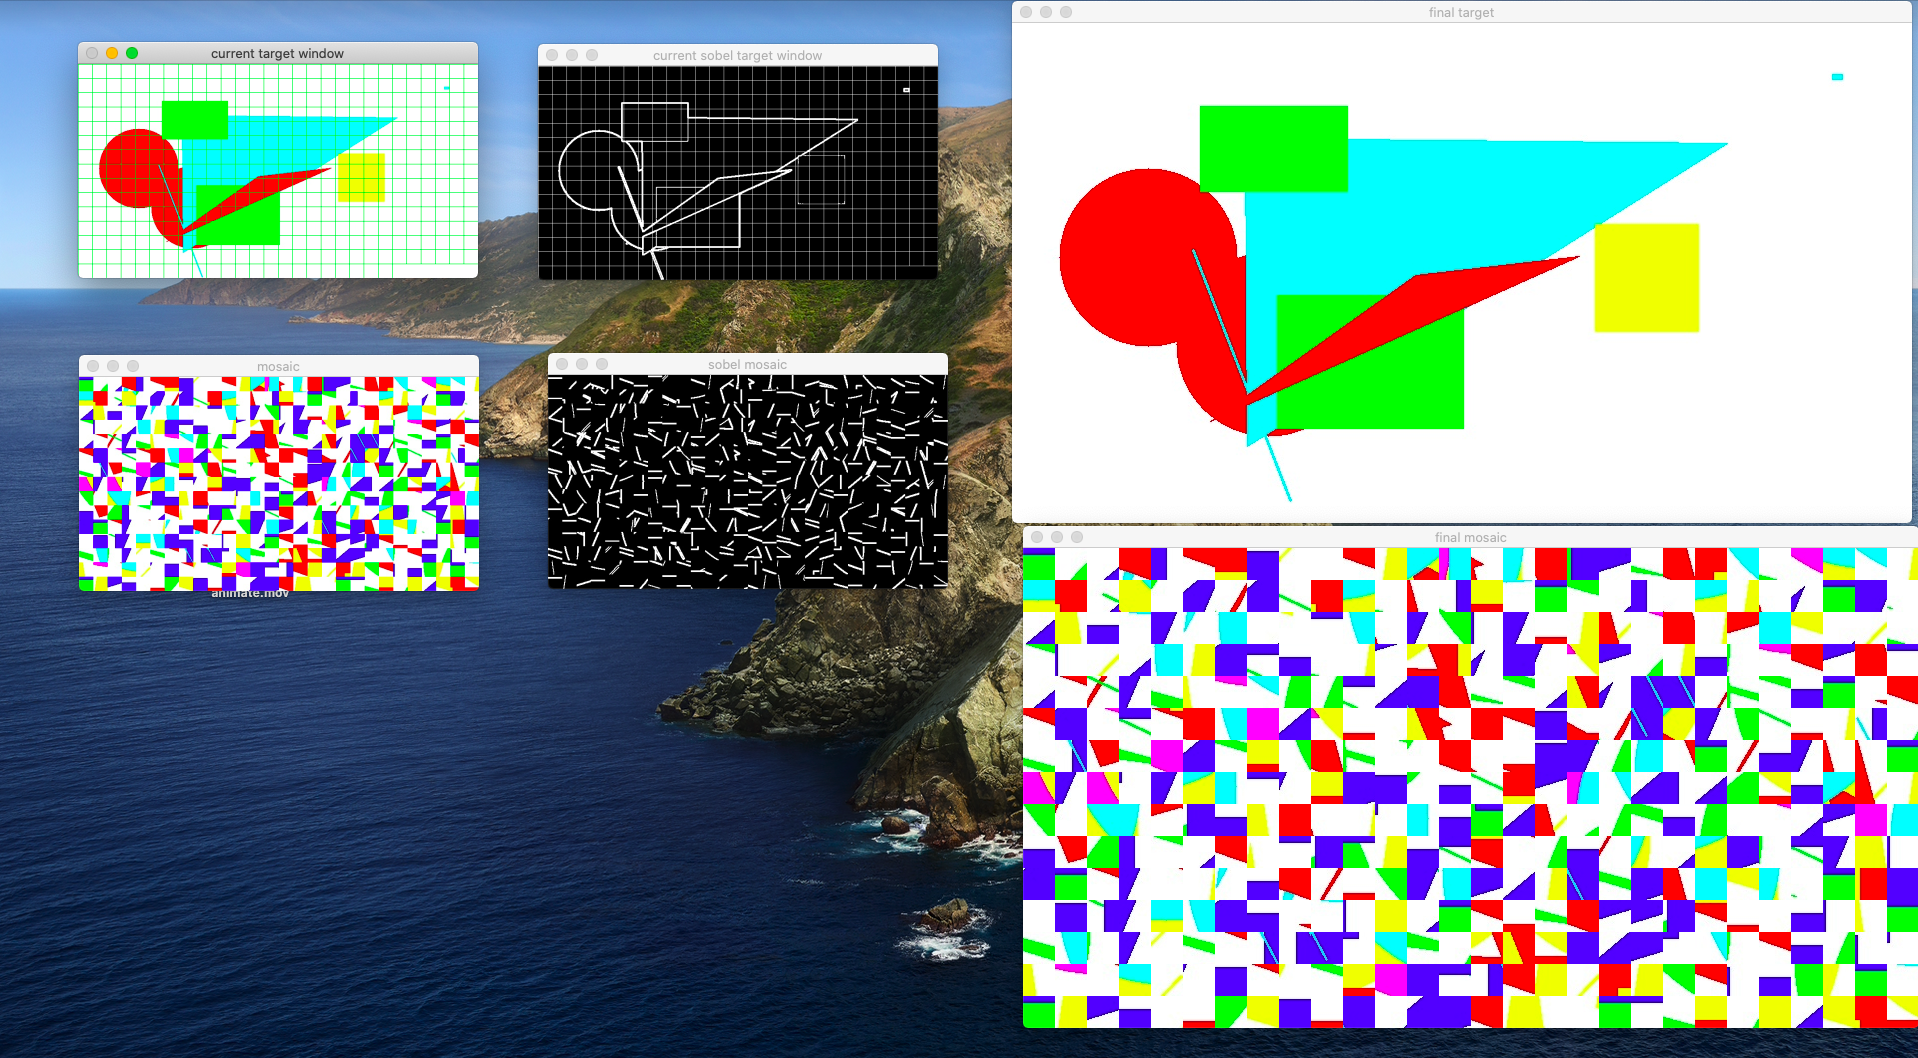 final target
current target window
current sobel target window
mosaic
sobel mosaic
final mosaic
animate.mov